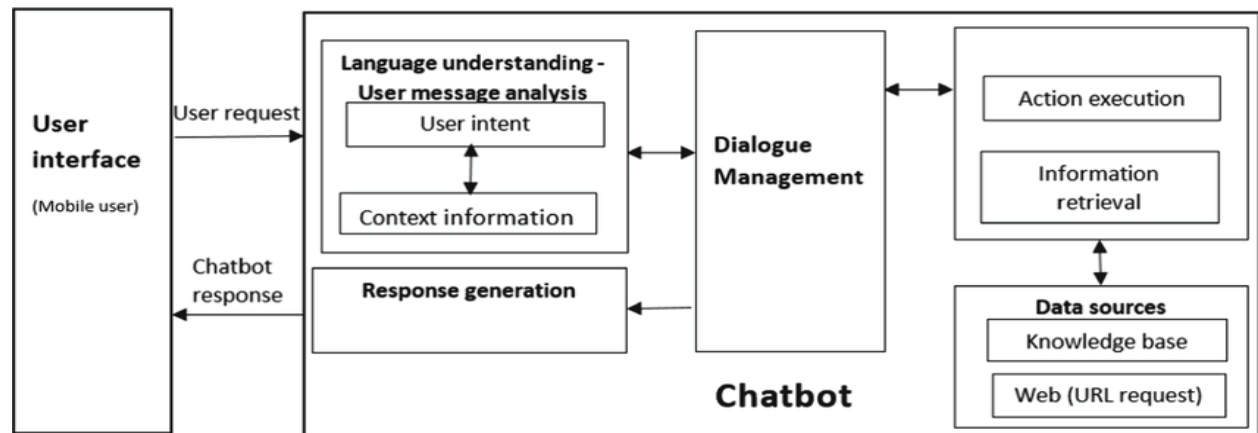 User
interface
(Mobile user)
User request
Chatbot
response
Language understanding -
User message analysis
User intent
Context information
Response generation
Dialogue
Management
Action execution
Information
retrieval
Data sources
Knowledge base
Web (URL request)
Chatbot